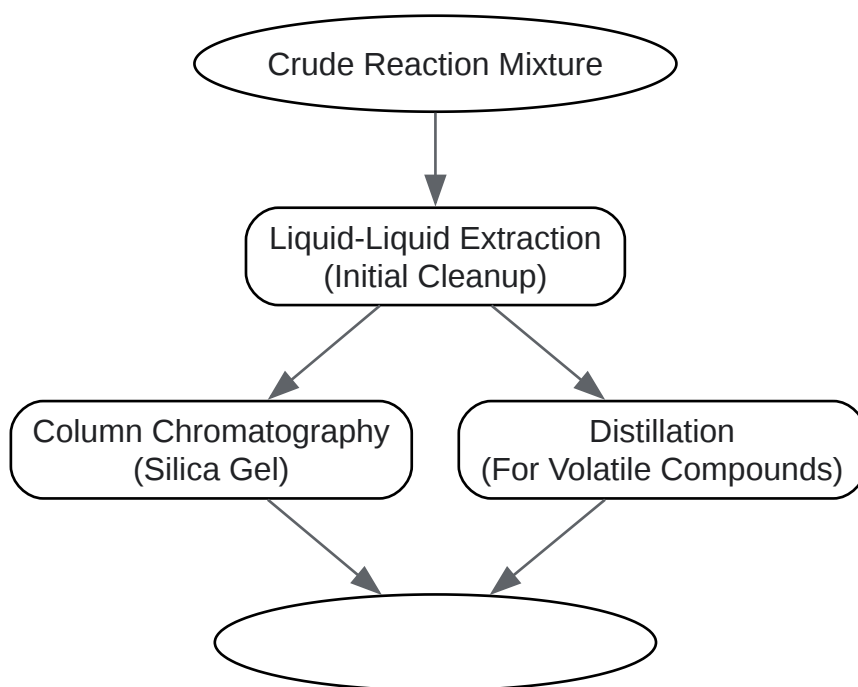 Crude Reaction Mixture
Liquid-Liquid Extraction
(Initial Cleanup)
Column Chromatography
(Silica Gel)
Distillation
(For Volatile Compounds)